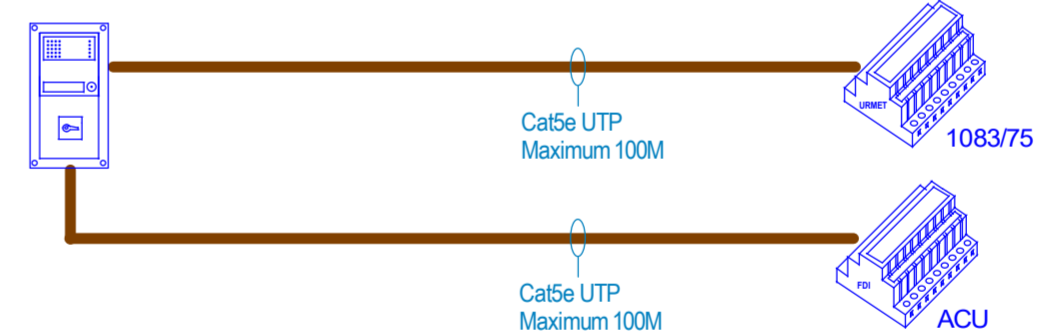 Cat5e UTP
Maximum 100M
URMET
1083/75
Cat5e UTP
Maximum 100M
FDI
ACU